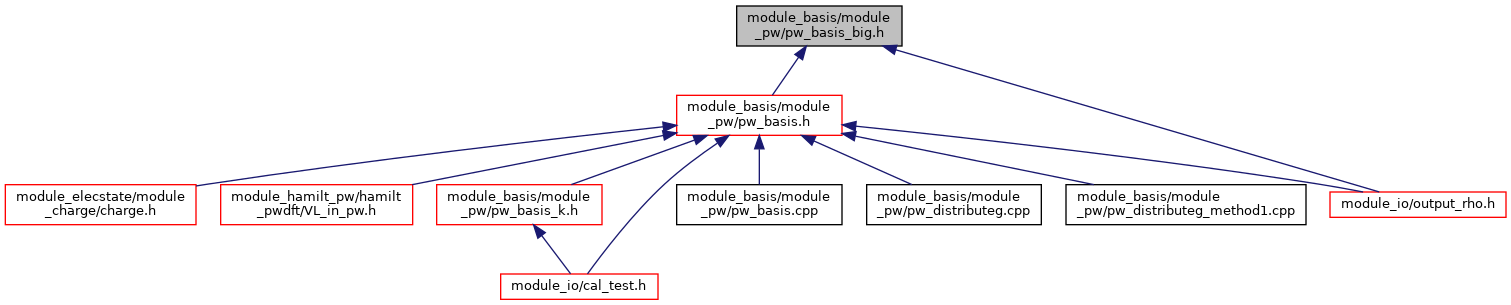 module_basis/module
_pw/pw_basis_big.h
module_basis/module
_pw/pw_basis.h
module_elecstate/module
_charge/charge.h
module_hamilt_pw/hamilt
_pwdft/VL_in_pw.h
module_basis/module
_pw/pw_basis_k.h
module_basis/module
_pw/pw_basis.cpp
module_basis/module
_pw/pw_distributeg.cpp
module_basis/module
_pw/pw_distributeg_method1.cpp
module_io/output_rho.h
module_io/cal_test.h